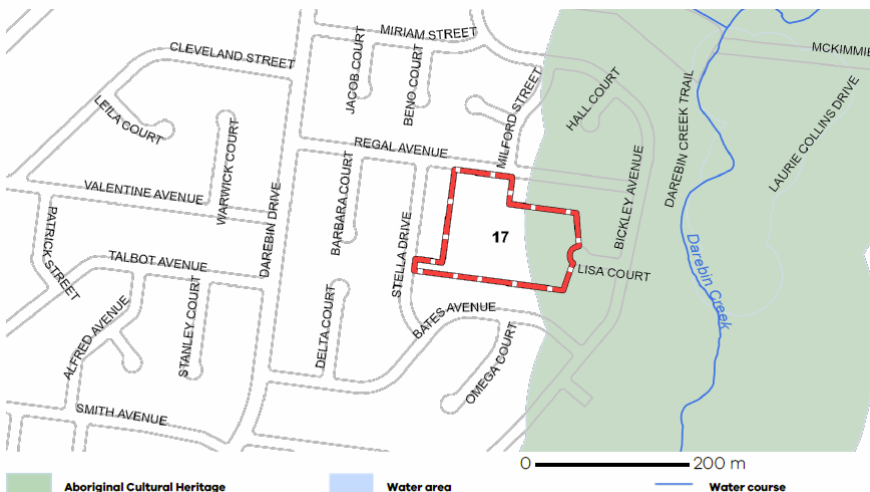 MIRIAM STREET
CLEVELAND STREET
MCKIMMIE
JACOB COURT
BENO COURT
HALL COURT
LEILA COURT
MILFORD STREET
DAREBIN CREEK TRAIL
LAURIE COLLINS DRIVE
REGAL AVENUE
WARWICK COURT
BARBARA COURT
BICKLEY AVENUE
VALENTINE AVENUE
DAREBIN DRIVE
PATRICK STREET
STELLA DRIVE
17
TALBOT AVENUE
LISA COURT
Darebin Creek
ALFRED AVENUE
STANLEY COURT
DELTA COURT
BATES AVENUE
OMEGA COURT
SMITH AVENUE
0 200 m
Aboriginal Cultural Heritage
Water area
Water course